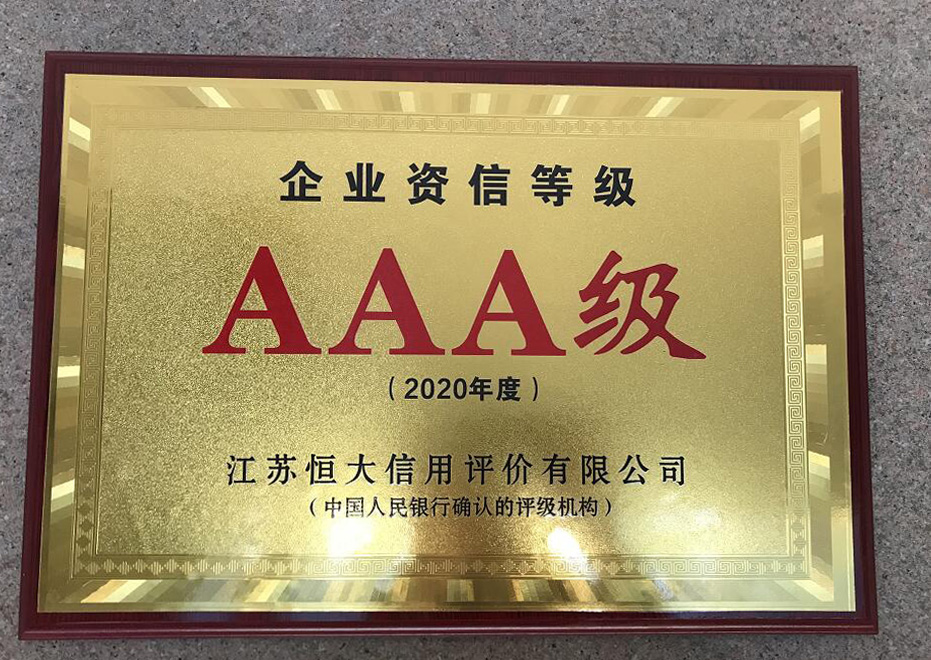 企业资信等级
AAA级
（2020年度）
江苏恒大信用评价有限公司
（中国人民银行确认的评级机构）